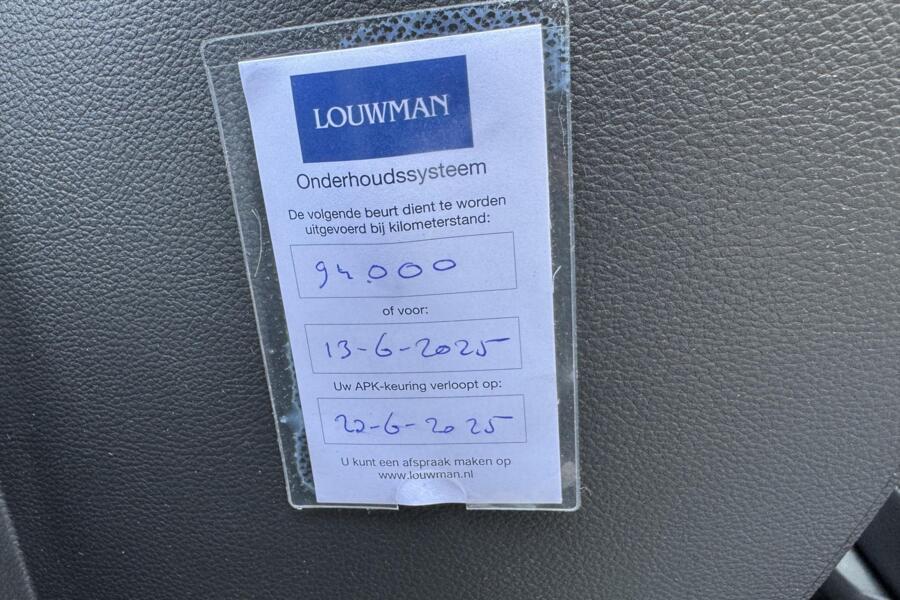 LOUWMAN
Onderhoudssysteem
De volgende beurt dient te worden
uitgevoerd bij kilometerstand:
94.000
of voor:
13-6-2025
Uw APK-keuring verloopt op:
22-6-2025
U kunt een afspraak maken op
www.louwman.nl